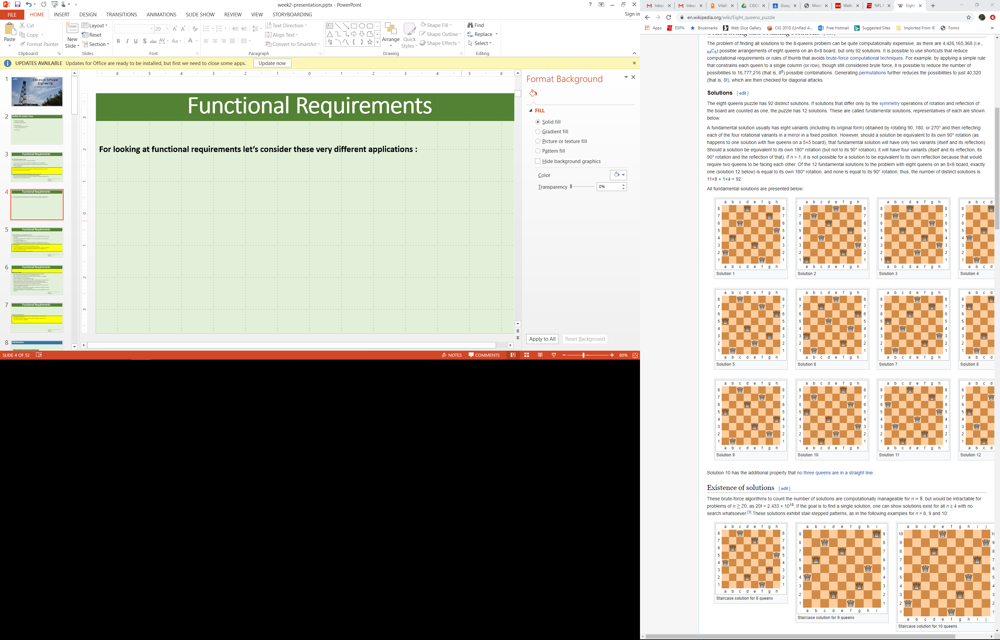 week2-presentation.pptx - PowerPoint
Sign in
FILE HOME INSERT DESIGN TRANSITIONS ANIMATIONS SLIDE SHOW REVIEW VIEW STORYBOARDING
Paste
Cut
Copy
Format Painter
Clipboard
New Slide
Layout
Reset
Section
Slides
20
Font
Paragraph
Text Direction
Align Text
Convert to SmartArt
Arrange
Quick Styles
Shape Fill
Shape Outline
Shape Effects
Drawing
Find
Replace
Select
Editing
UPDATES AVAILABLE Updates for Office are ready to be installed, but first we need to close some apps. Update now
1
CISC-6100: Software Engineering
2
Outline for today's class
3
Functional Requirements
4
Functional Requirements
5
Functional Requirements
6
Functional Requirements
7
Functional Requirements
8
Introductions
Functional Requirements
For looking at functional requirements let's consider these very different applications :
Format Background
FILL
Solid fill
Gradient fill
Picture or texture fill
Pattern fill
Hide background graphics
Color
Transparency 0%
Apply to All Reset Background
SLIDE 4 OF 52
NOTES COMMENTS 80%
Inbox Inbox VitalS CISC6 Goog Micro Wells NFL F Eight
en.wikipedia.org/wiki/Eight_queens_puzzle
Apps ESPN Bookmarks Web Slice Gallery CIG 2010 (Unified A... Free Hotmail Suggested Sites Imported From IE Forms
The problem of finding all solutions to the 8-queens problem can be quite computationally expensive, as there are 4,426,165,368 (i.e.,
64C8) possible arrangements of eight queens on an 8×8 board, but only 92 solutions. It is possible to use shortcuts that reduce
computational requirements or rules of thumb that avoids brute-force computational techniques. For example, by applying a simple rule
that constrains each queen to a single column (or row), though still considered brute force, it is possible to reduce the number of
possibilities to 16,777,216 (that is, 8⁸) possible combinations. Generating permutations further reduces the possibilities to just 40,320
(that is, 8!), which are then checked for diagonal attacks.
Solutions [ edit ]
The eight queens puzzle has 92 distinct solutions. If solutions that differ only by the symmetry operations of rotation and reflection of
the board are counted as one, the puzzle has 12 solutions. These are called fundamental solutions; representatives of each are shown
below.
A fundamental solution usually has eight variants (including its original form) obtained by rotating 90, 180, or 270° and then reflecting
each of the four rotational variants in a mirror in a fixed position. However, should a solution be equivalent to its own 90° rotation (as
happens to one solution with five queens on a 5×5 board), that fundamental solution will have only two variants (itself and its reflection).
Should a solution be equivalent to its own 180° rotation (but not to its 90° rotation), it will have four variants (itself and its reflection, its
90° rotation and the reflection of that). If n > 1, it is not possible for a solution to be equivalent to its own reflection because that would
require two queens to be facing each other. Of the 12 fundamental solutions to the problem with eight queens on an 8×8 board, exactly
one (solution 12 below) is equal to its own 180° rotation, and none is equal to its 90° rotation; thus, the number of distinct solutions is
11×8 + 1×4 = 92.
All fundamental solutions are presented below:
Solution 1 Solution 2 Solution 3 Solution 4
Solution 5 Solution 6 Solution 7 Solution 8
Solution 9 Solution 10 Solution 11 Solution 12
Solution 10 has the additional property that no three queens are in a straight line.
Existence of solutions [ edit ]
These brute-force algorithms to count the number of solutions are computationally manageable for n = 8, but would be intractable for
problems of n ≥ 20, as 20! = 2.433 × 10¹⁸. If the goal is to find a single solution, one can show solutions exist for all n ≥ 4 with no
search whatsoever.[3] These solutions exhibit stair-stepped patterns, as in the following examples for n = 8, 9 and 10:
Staircase solution for 8 queens
Staircase solution for 9 queens
Staircase solution for 10 queens